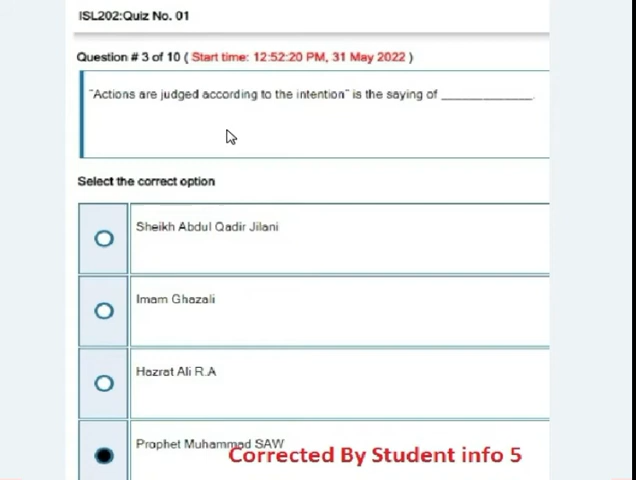 ISL202:Quiz No. 01
Question # 3 of 10 ( Start time: 12:52:20 PM, 31 May 2022 )
"Actions are judged according to the intention" is the saying of ______________.
Select the correct option
Sheikh Abdul Qadir Jilani
Imam Ghazali
Hazrat Ali R.A
Prophet Muhammad SAW
Corrected By Student info 5